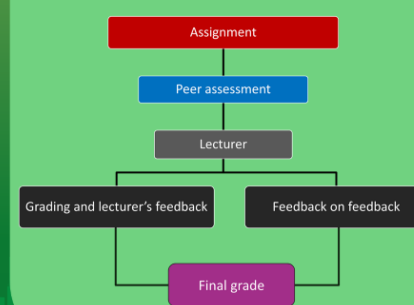 Assignment
Peer assessment
Lecturer
Grading and lecturer's feedback
Feedback on feedback
Final grade